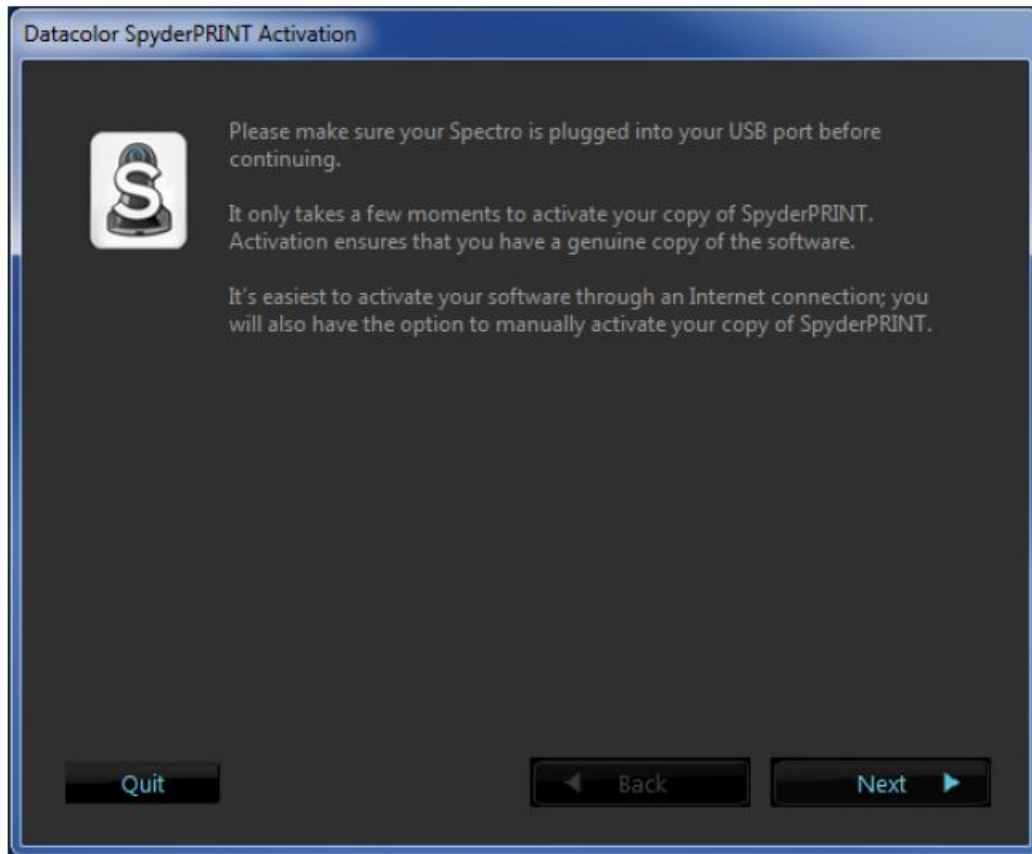 Datacolor SpyderPRINT Activation
S
Please make sure your Spectro is plugged into your USB port before
continuing.
It only takes a few moments to activate your copy of SpyderPRINT.
Activation ensures that you have a genuine copy of the software.
It's easiest to activate your software through an Internet connection; you
will also have the option to manually activate your copy of SpyderPRINT.
Quit
Back
Next